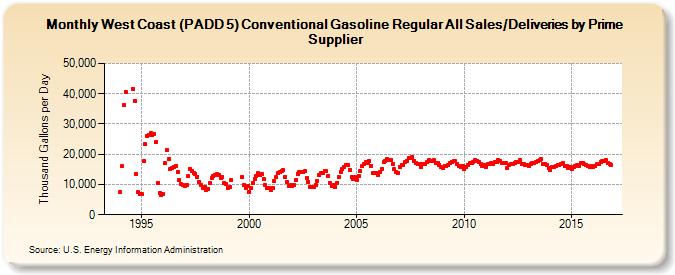 Monthly West Coast (PADD 5) Conventional Gasoline Regular All Sales/Deliveries by Prime
Supplier
Thousand Gallons per Day
50,000
40,000
30,000
20,000
10,000
0
1995
2000
2005
2010
2015
Source: U.S. Energy Information Administration